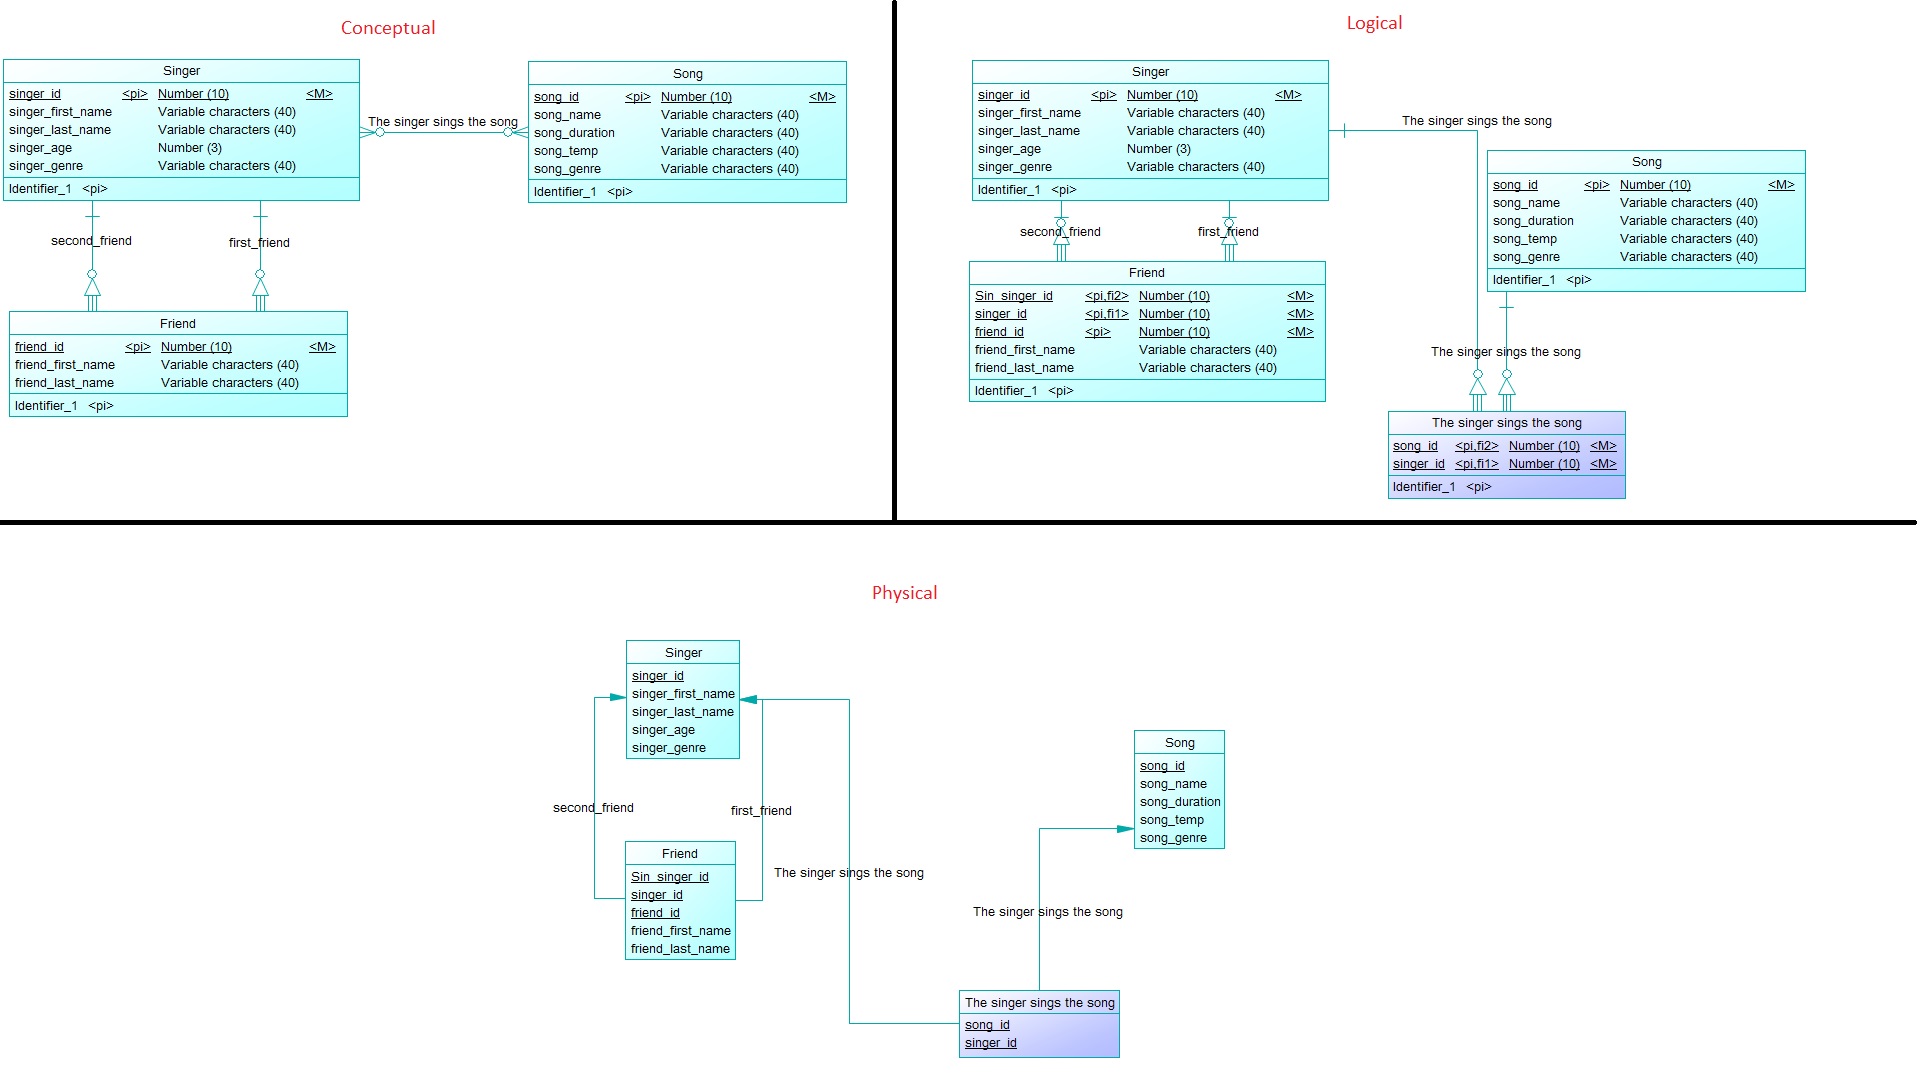 Conceptual
Singer
singer_id <pi> Number (10) <M>
singer_first_name Variable characters (40)
singer_last_name Variable characters (40)
singer_age Number (3)
singer_genre Variable characters (40)
Identifier_1 <pi>
The singer sings the song
Song
song_id <pi> Number (10) <M>
song_name Variable characters (40)
song_duration Variable characters (40)
song_temp Variable characters (40)
song_genre Variable characters (40)
Identifier_1 <pi>
second_friend
first_friend
Friend
friend_id <pi> Number (10) <M>
friend_first_name Variable characters (40)
friend_last_name Variable characters (40)
Identifier_1 <pi>
Logical
Singer
singer_id <pi> Number (10) <M>
singer_first_name Variable characters (40)
singer_last_name Variable characters (40)
singer_age Number (3)
singer_genre Variable characters (40)
Identifier_1 <pi>
The singer sings the song
Song
song_id <pi> Number (10) <M>
song_name Variable characters (40)
song_duration Variable characters (40)
song_temp Variable characters (40)
song_genre Variable characters (40)
Identifier_1 <pi>
second_friend
first_friend
Friend
Sin_singer_id <pi,fi2> Number (10) <M>
singer_id <pi,fi1> Number (10) <M>
friend_id <pi> Number (10) <M>
friend_first_name Variable characters (40)
friend_last_name Variable characters (40)
Identifier_1 <pi>
The singer sings the song
The singer sings the song
song_id <pi,fi2> Number (10) <M>
singer_id <pi,fi1> Number (10) <M>
Identifier_1 <pi>
Physical
Singer
singer_id
singer_first_name
singer_last_name
singer_age
singer_genre
Song
song_id
song_name
song_duration
song_temp
song_genre
second_friend
first_friend
Friend
Sin_singer_id
singer_id
friend_id
friend_first_name
friend_last_name
The singer sings the song
The singer sings the song
The singer sings the song
song_id
singer_id